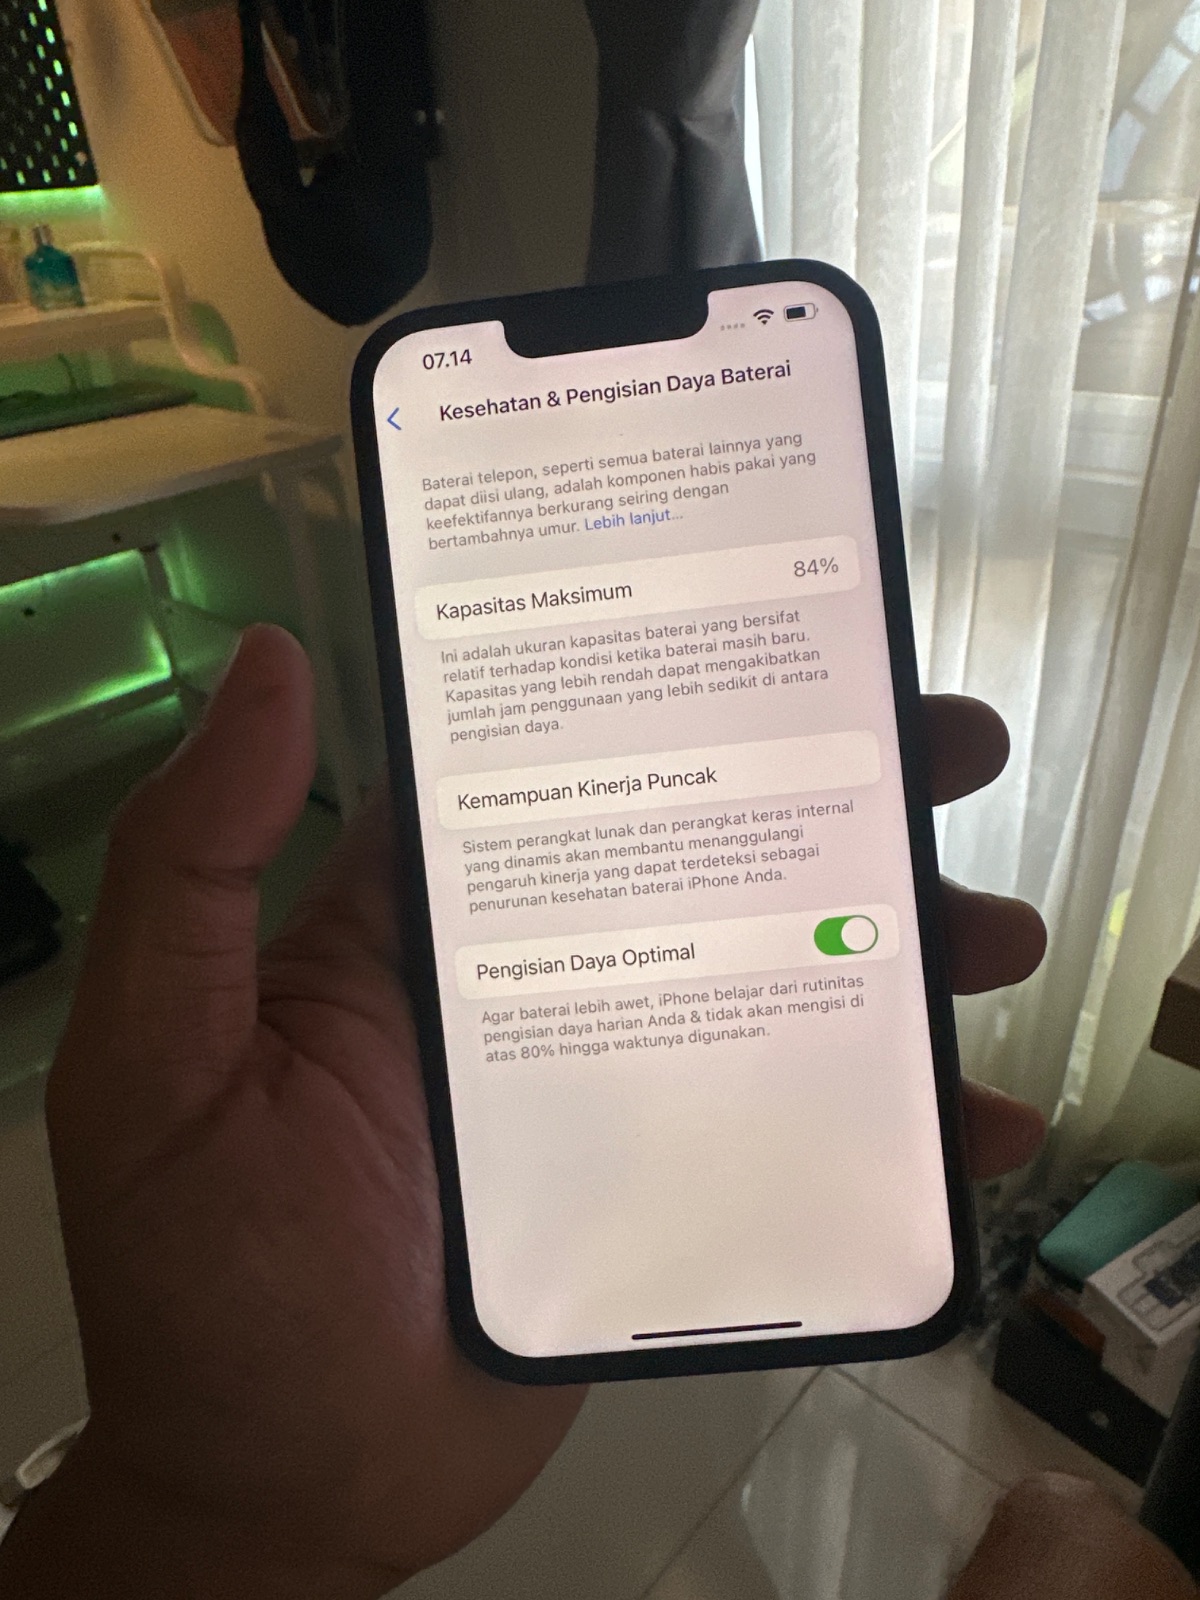 07.14
Kesehatan & Pengisian Daya Baterai
Baterai telepon, seperti semua baterai lainnya yang
dapat diisi ulang, adalah komponen habis pakai yang
keefektifannya berkurang seiring dengan
bertambahnya umur. Lebih lanjut...
Kapasitas Maksimum 84%
Ini adalah ukuran kapasitas baterai yang bersifat
relatif terhadap kondisi ketika baterai masih baru.
Kapasitas yang lebih rendah dapat mengakibatkan
jumlah jam penggunaan yang lebih sedikit di antara
pengisian daya.
Kemampuan Kinerja Puncak
Sistem perangkat lunak dan perangkat keras internal
yang dinamis akan membantu menanggulangi
pengaruh kinerja yang dapat terdeteksi sebagai
penurunan kesehatan baterai iPhone Anda.
Pengisian Daya Optimal
Agar baterai lebih awet, iPhone belajar dari rutinitas
pengisian daya harian Anda & tidak akan mengisi di
atas 80% hingga waktunya digunakan.